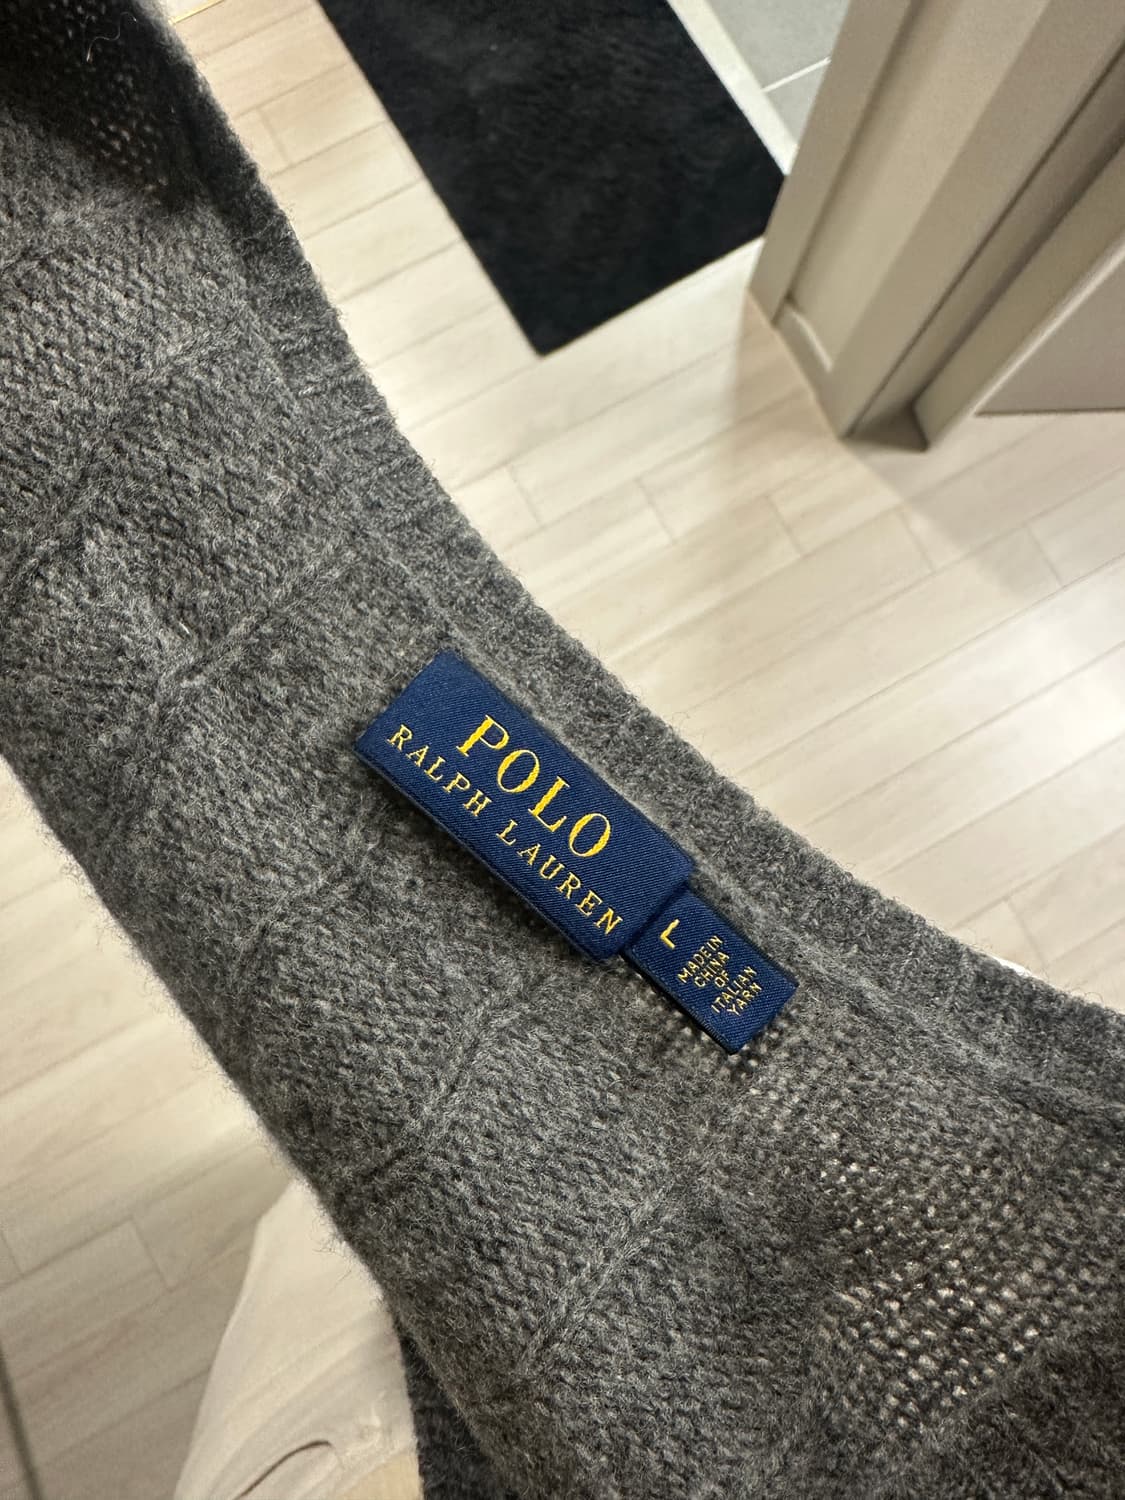 POLO
RALPH LAUREN
L
MADE IN
CHINA
OF
ITALIAN
YARN